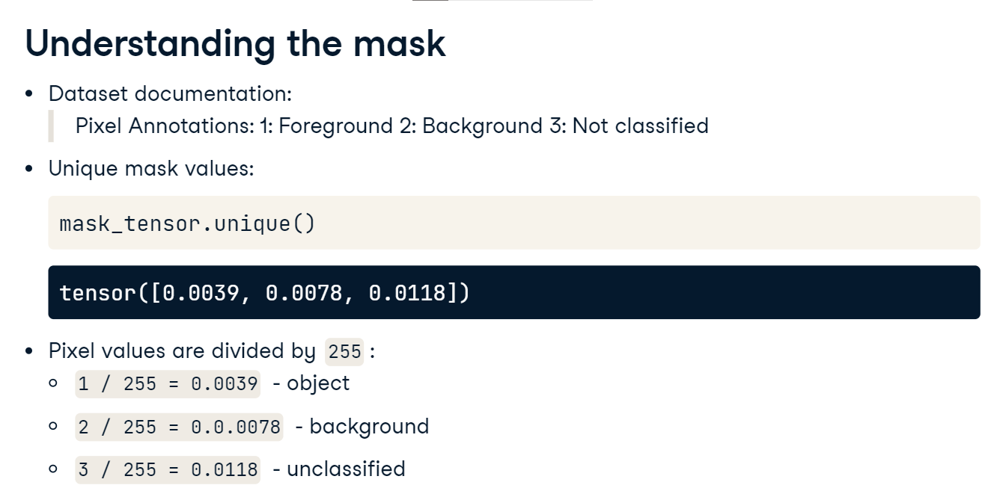 Understanding the mask
• Dataset documentation:
Pixel Annotations: 1: Foreground 2: Background 3: Not classified
• Unique mask values:
mask_tensor.unique()
tensor([0.0039, 0.0078, 0.0118])
• Pixel values are divided by 255 :
○ 1 / 255 = 0.0039 - object
○ 2 / 255 = 0.0.0078 - background
○ 3 / 255 = 0.0118 - unclassified